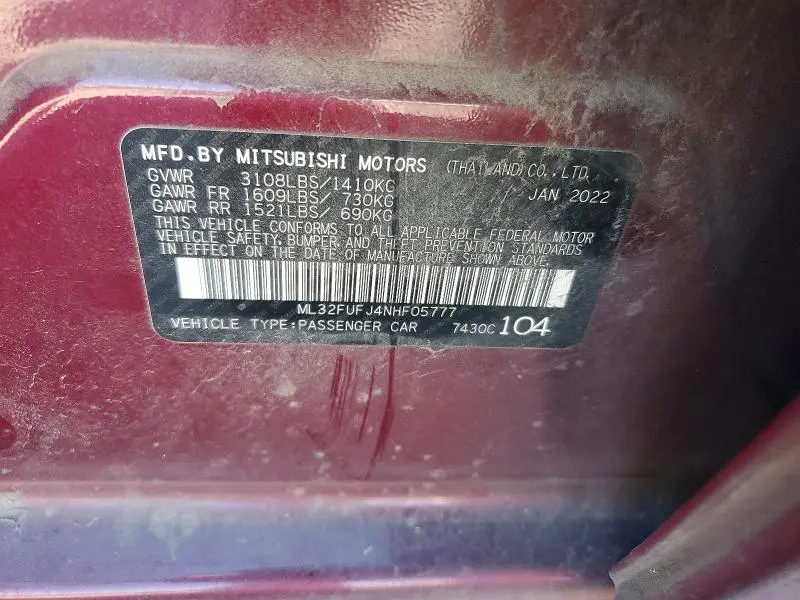 MFD.BY MITSUBISHI MOTORS (THAILAND)CO.,LTD.
GVWR 3108LBS/1410KG JAN 2022
GAWR FR 1609LBS/ 730KG
GAWR RR 1521LBS/ 690KG
THIS VEHICLE CONFORMS TO ALL APPLICABLE FEDERAL MOTOR
VEHICLE SAFETY,BUMPER,AND THEFT PREVENTION STANDARDS
IN EFFECT ON THE DATE OF MANUFACTURE SHOWN ABOVE.
ML32FUFJ4NHF05777
VEHICLE TYPE:PASSENGER CAR 7430C 104